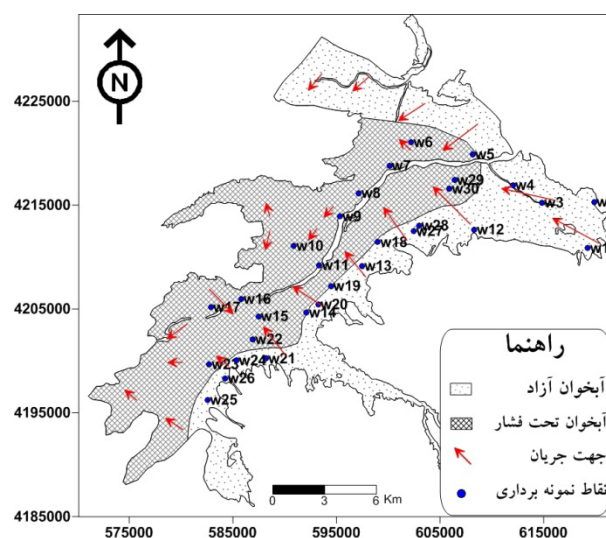 N
4225000
4215000
4205000
4195000
4185000
575000
585000
595000
605000
615000
w6
w5
w7
w29
w30
w4
w3
w8
w9
w28
w27
w12
w18
w10
w11
w13
w19
w16
w17
w20
w14
w15
w22
w24
w21
w23
w26
w25
0
3
6
Km
راهنما
آبخوان آزاد
آبخوان تحت فشار
جهت جریان
نقاط نمونه برداری